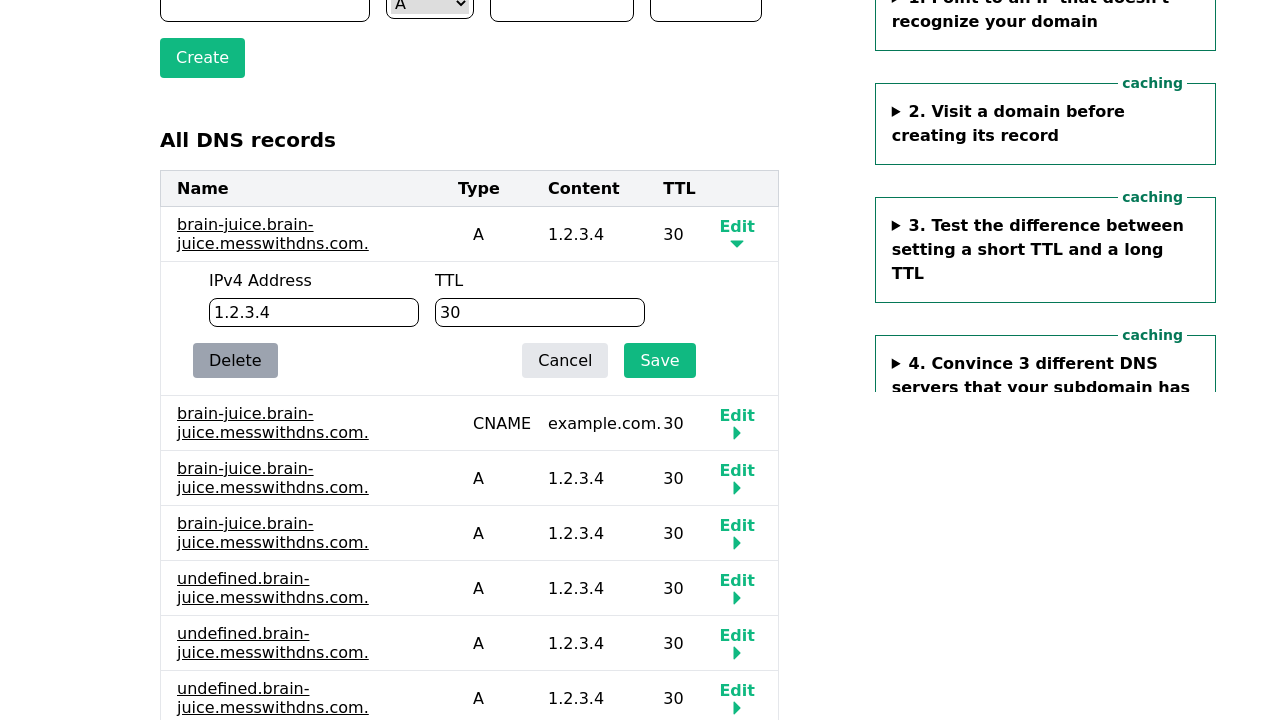 A
Create
All DNS records
Name Type Content TTL
brain-juice.brain-
juice.messwithdns.com. A 1.2.3.4 30 Edit
IPv4 Address TTL
1.2.3.4 30
Delete Cancel Save
brain-juice.brain-
juice.messwithdns.com. CNAME example.com. 30 Edit
brain-juice.brain-
juice.messwithdns.com. A 1.2.3.4 30 Edit
brain-juice.brain-
juice.messwithdns.com. A 1.2.3.4 30 Edit
undefined.brain-
juice.messwithdns.com. A 1.2.3.4 30 Edit
undefined.brain-
juice.messwithdns.com. A 1.2.3.4 30 Edit
undefined.brain-
juice.messwithdns.com. A 1.2.3.4 30 Edit
1. Point to an IP that doesn't
recognize your domain
caching
2. Visit a domain before
creating its record
caching
3. Test the difference between
setting a short TTL and a long
TTL
caching
4. Convince 3 different DNS
servers that your subdomain has